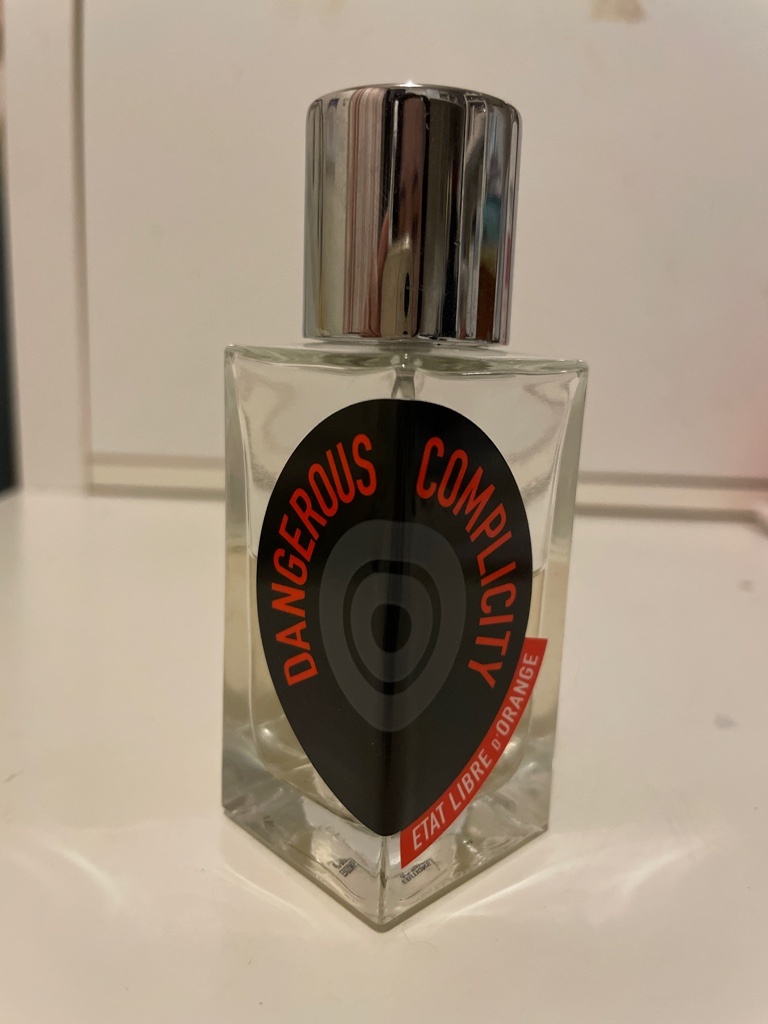 DANGEROUS COMPLICITY
ETAT LIBRE D'ORANGE